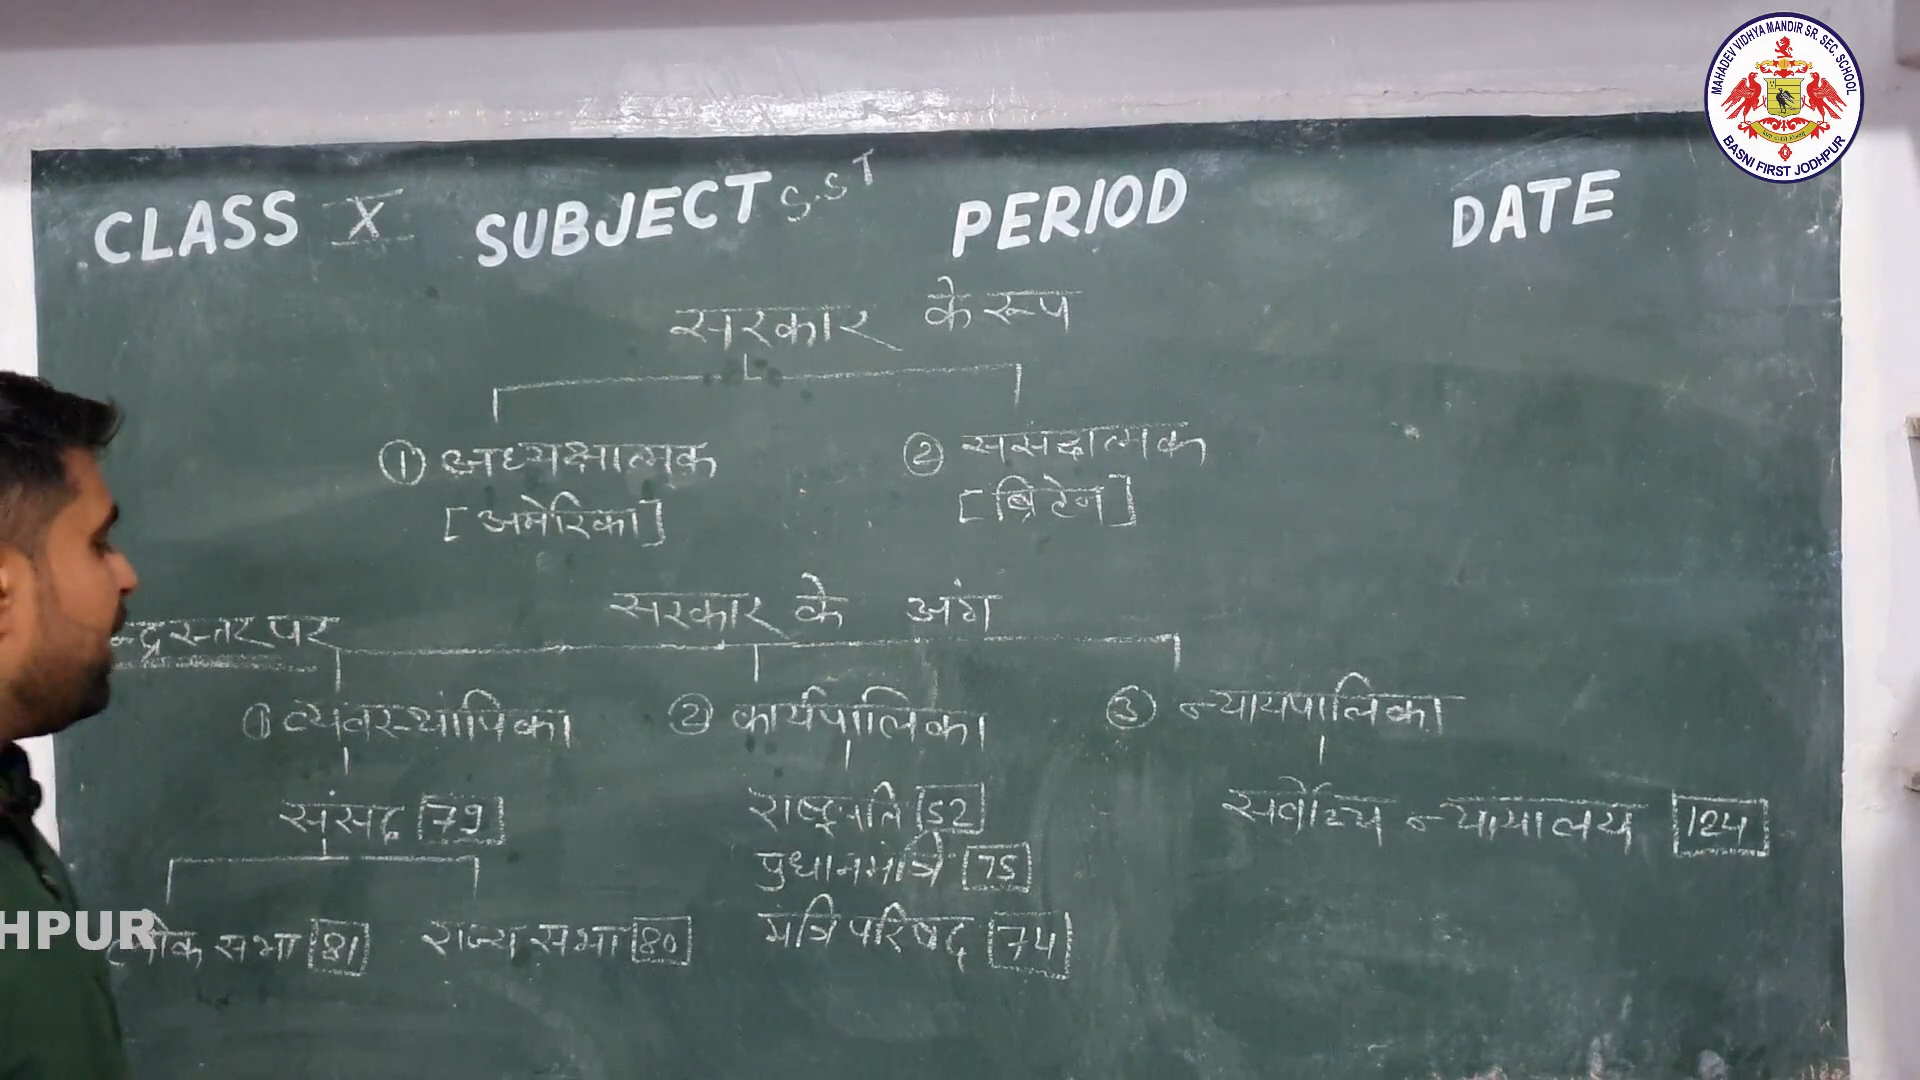 MAHADEV VIDHYA MANDIR SR. SEC. SCHOOL
BASNI FIRST JODHPUR
CLASS X SUBJECT S.ST PERIOD DATE
सरकार के रूप
① अध्यक्षात्मक ② संसदात्मक
[अमेरिका] [ब्रिटेन]
सरकार के अंग
न्द्र स्तर पर
① व्यवस्थापिका ② कार्यपालिका ③ न्यायपालिका
संसद 79 राष्ट्रपति 52 सर्वोच्य न्यायालय 124
प्रधानमंत्रि 75
लोक सभा 81 राज्य सभा 80 मंत्रि परिषद 74
HPUR